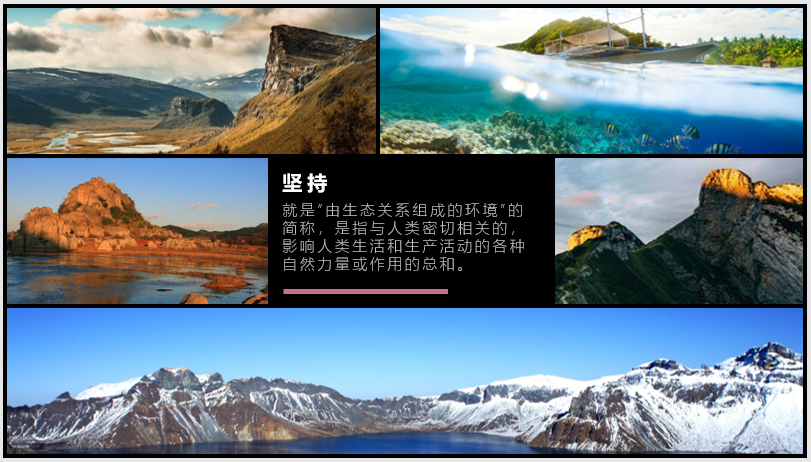 坚持
就是“由生态关系组成的环境”的
简称，是指与人类密切相关的，
影响人类生活和生产活动的各种
自然力量或作用的总和。